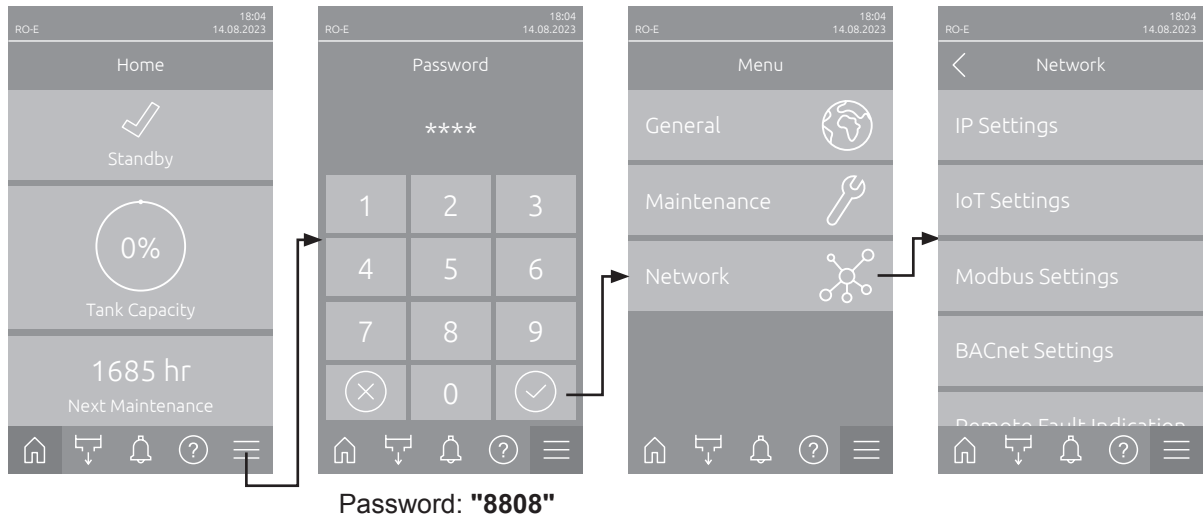 18:04
RO-E 14.08.2023
Home
Standby
0%
Tank Capacity
1685 hr
Next Maintenance
?
18:04
RO-E 14.08.2023
Password
****
1 2 3
4 5 6
7 8 9
0
?
Password: "8808"
18:04
RO-E 14.08.2023
Menu
General
Maintenance
Network
?
18:04
RO-E 14.08.2023
Network
IP Settings
IoT Settings
Modbus Settings
BACnet Settings
Remote Fault Indication
?